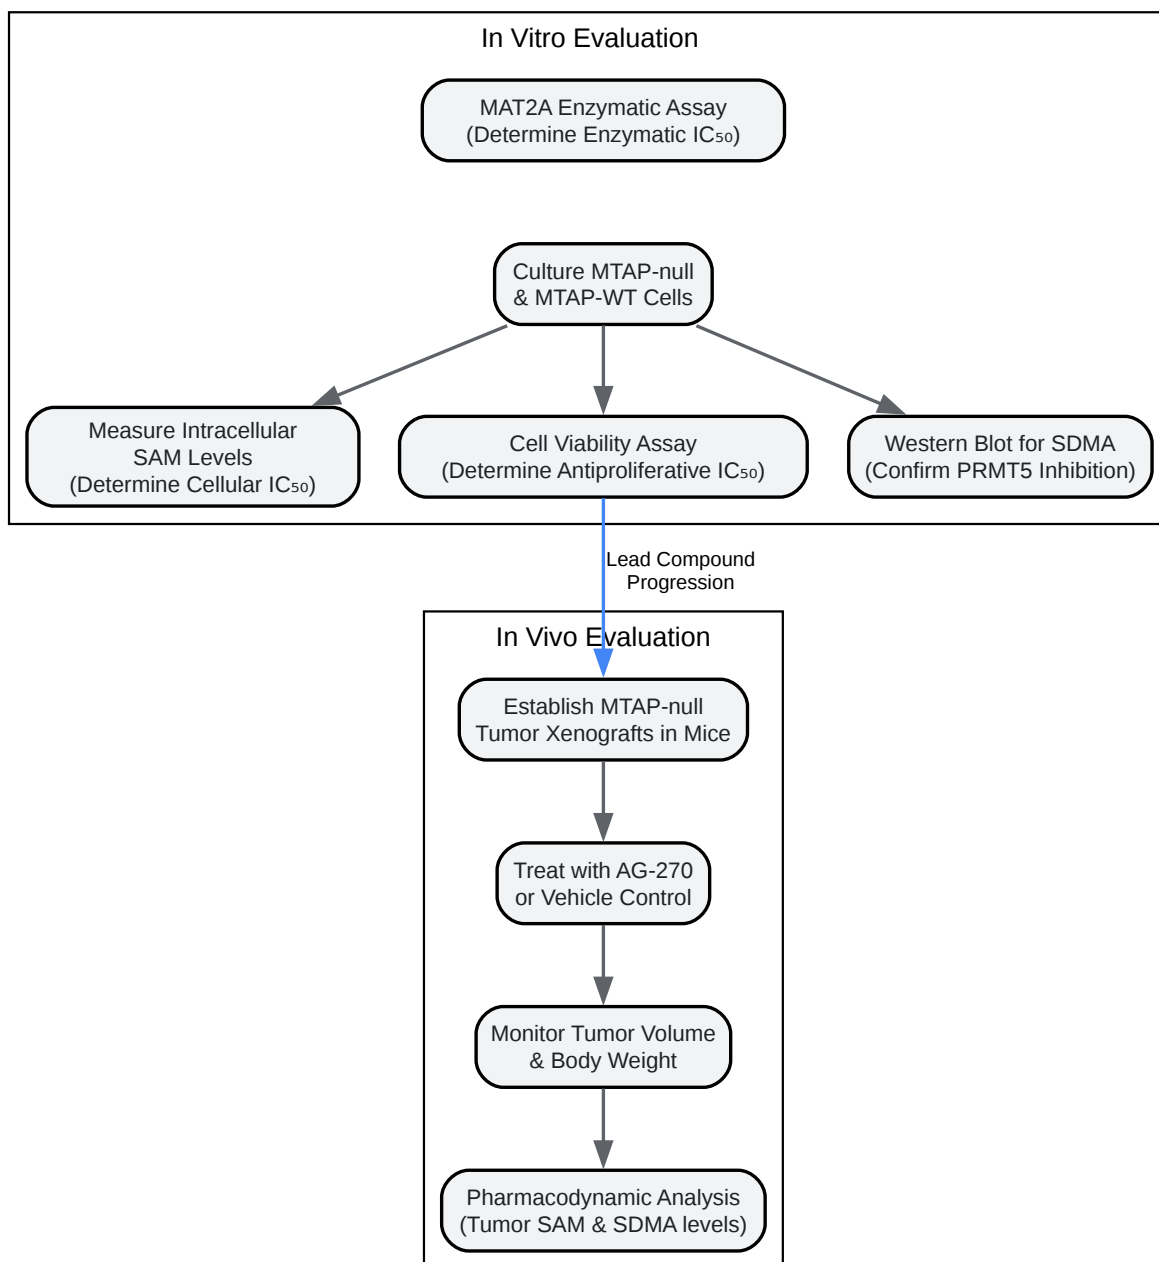 In Vitro Evaluation
MAT2A Enzymatic Assay
(Determine Enzymatic IC₅₀)
Culture MTAP-null
& MTAP-WT Cells
Measure Intracellular
SAM Levels
(Determine Cellular IC₅₀)
Cell Viability Assay
(Determine Antiproliferative IC₅₀)
Western Blot for SDMA
(Confirm PRMT5 Inhibition)
Lead Compound
Progression
In Vivo Evaluation
Establish MTAP-null
Tumor Xenografts in Mice
Treat with AG-270
or Vehicle Control
Monitor Tumor Volume
& Body Weight
Pharmacodynamic Analysis
(Tumor SAM & SDMA levels)